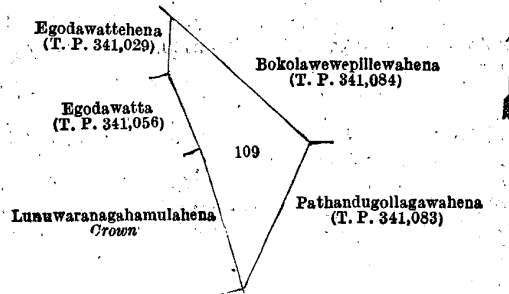 Egodawattehena
(T. P. 341,029)
Bokolawewepillewahena
(T. P. 341,084)
Egodawatta
(T. P. 341,056)
109
Lunuwaranagahamulahena
Crown
Pathandugollagawahena
(T. P. 341,083)